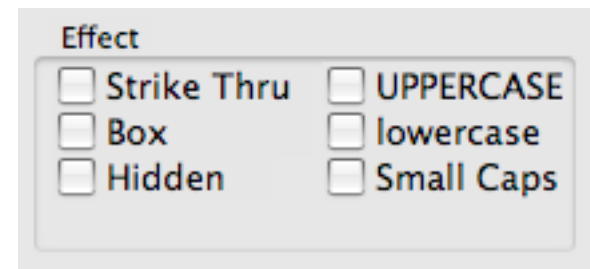 Effect
Strike Thru
UPPERCASE
Box
lowercase
Hidden
Small Caps